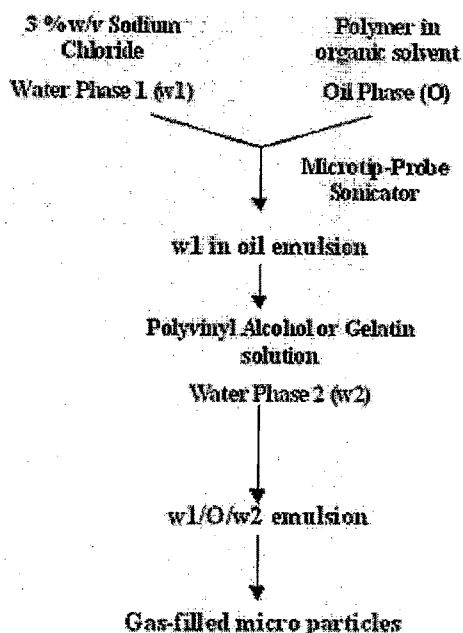 3 % w/v Sodium
Chloride
Water Phase 1 (w1)
Polymer in
organic solvent
Oil Phase (O)
Microtip-Probe
Sonicator
w1 in oil emulsion
Polyvinyl Alcohol or Gelatin
solution
Water Phase 2 (w2)
w1/O/w2 emulsion
Gas-filled micro particles